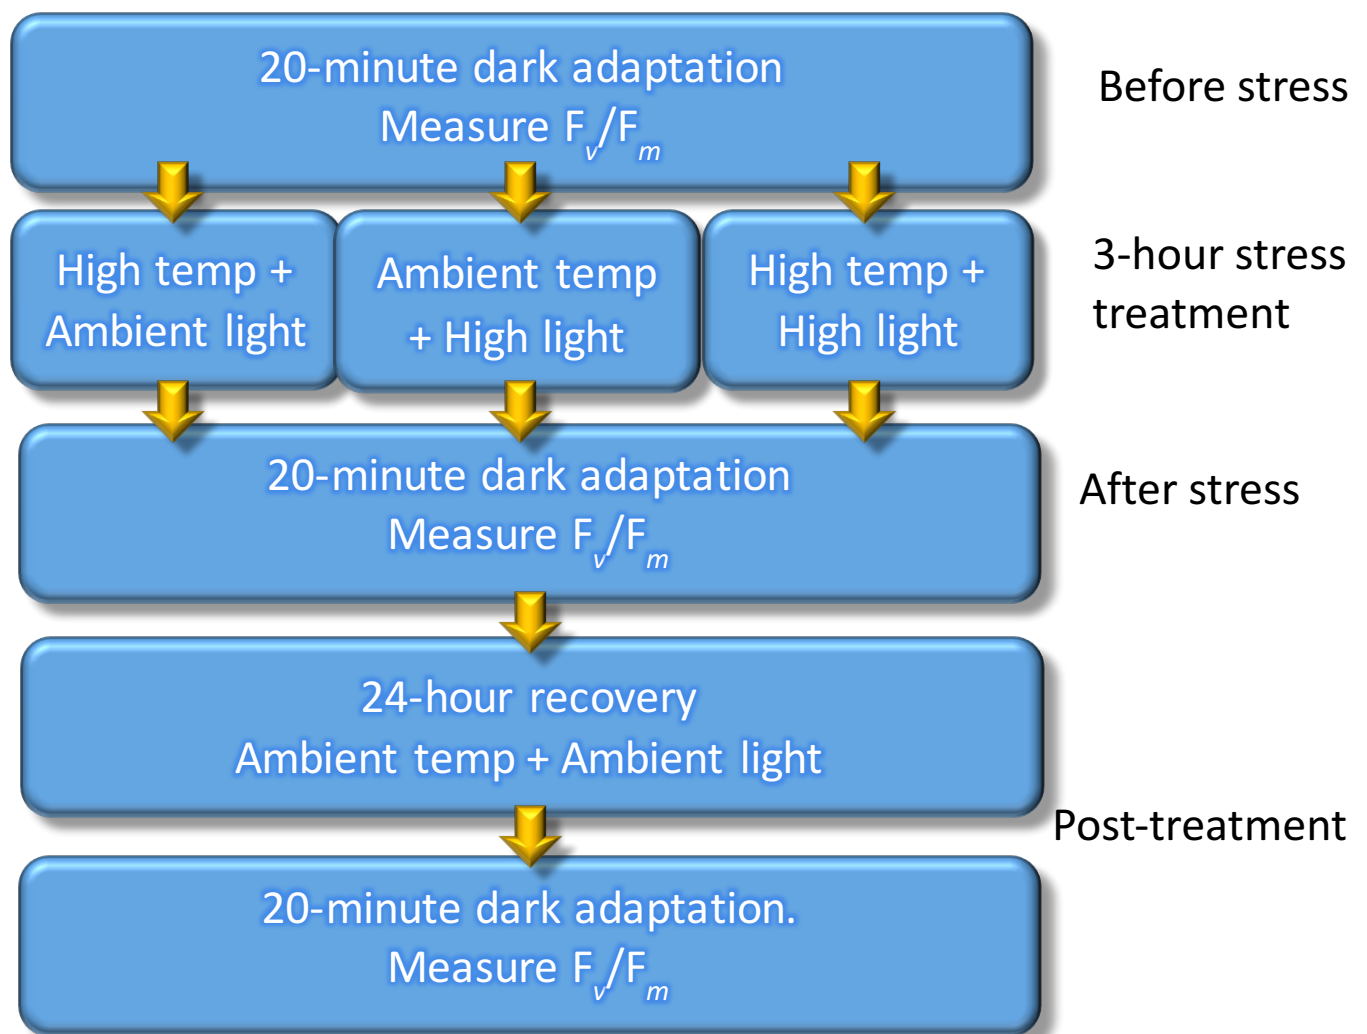 20-minute dark adaptation
Measure Fv/Fm
Before stress
High temp +
Ambient light
Ambient temp
+ High light
High temp +
High light
3-hour stress
treatment
20-minute dark adaptation
Measure Fv/Fm
After stress
24-hour recovery
Ambient temp + Ambient light
Post-treatment
20-minute dark adaptation.
Measure Fv/Fm